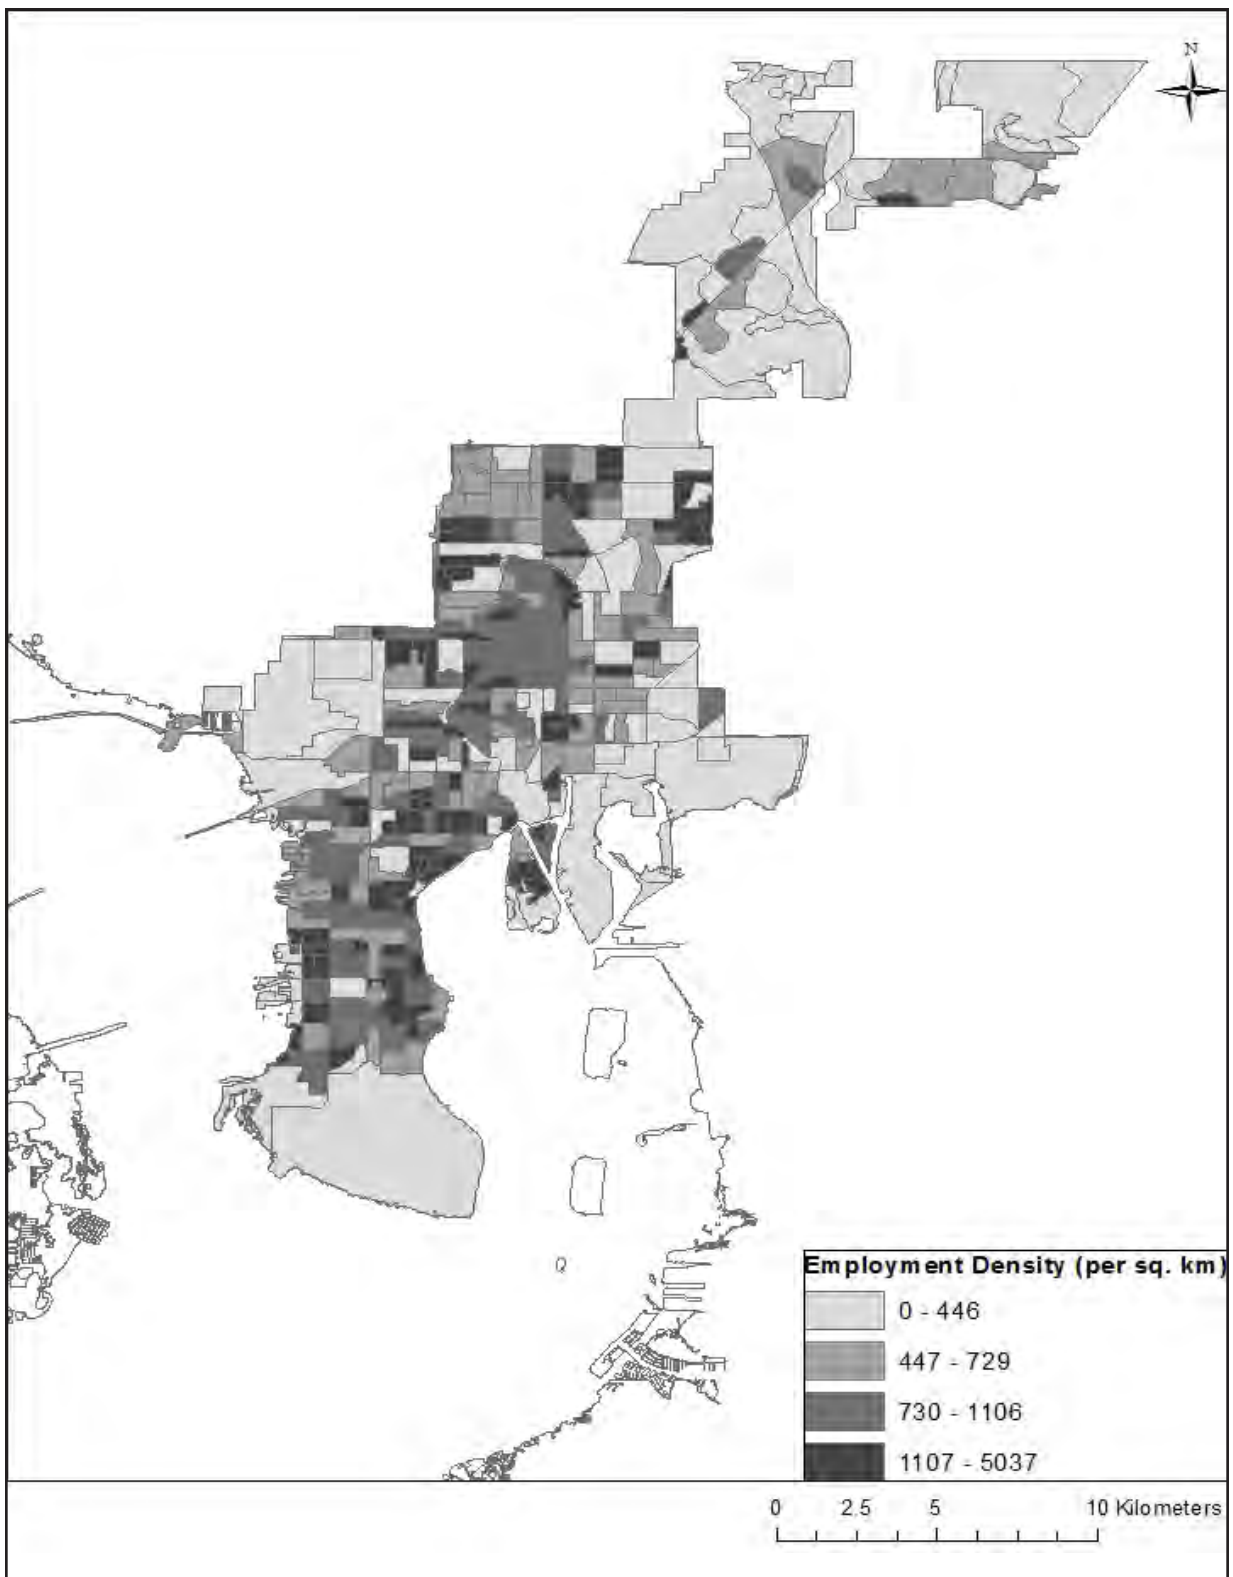 N
Employment Density (per sq. km)
0 - 446
447 - 729
730 - 1106
1107 - 5037
0 2.5 5 10 Kilometers